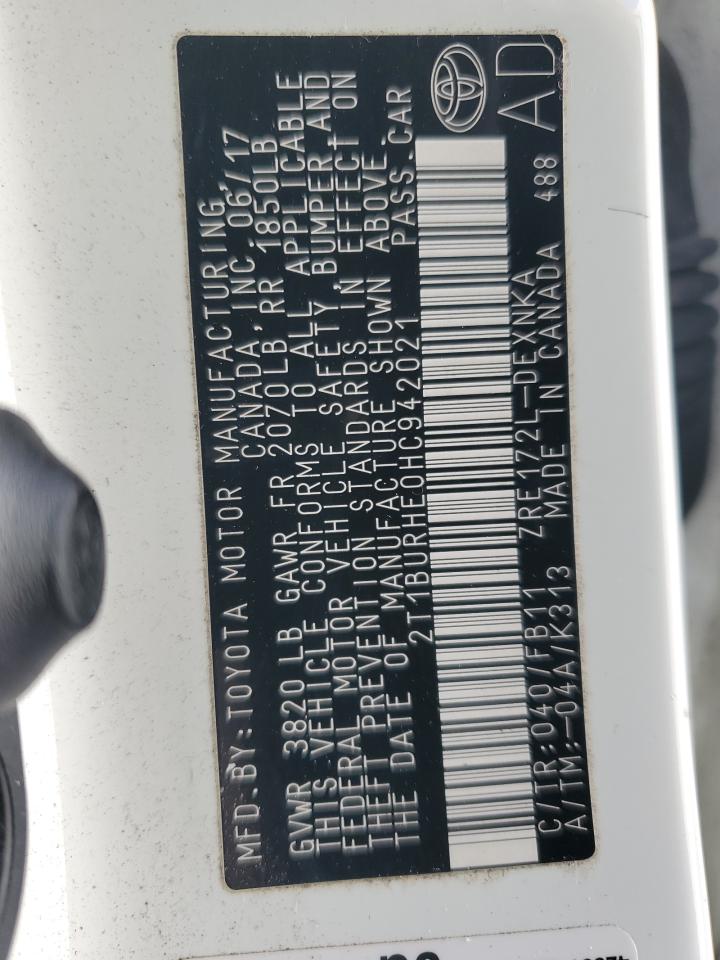 MFD.BY:TOYOTA MOTOR MANUFACTURING,
CANADA, INC.06/17
GVWR 3820LB GAWR FR 2070LB, RR 1850LB
THIS VEHICLE CONFORMS TO ALL APPLICABLE
FEDERAL MOTOR VEHICLE SAFETY,BUMPER,AND
THEFT PREVENTION STANDARDS IN EFFECT ON
THE DATE OF MANUFACTURE SHOWN ABOVE.
2T1BURHE0HC942021 PASS.CAR
C/TR:040/FB11 ZRE172L-DEXNKA
A/TM:-04A/K313 MADE IN CANADA 488
AD